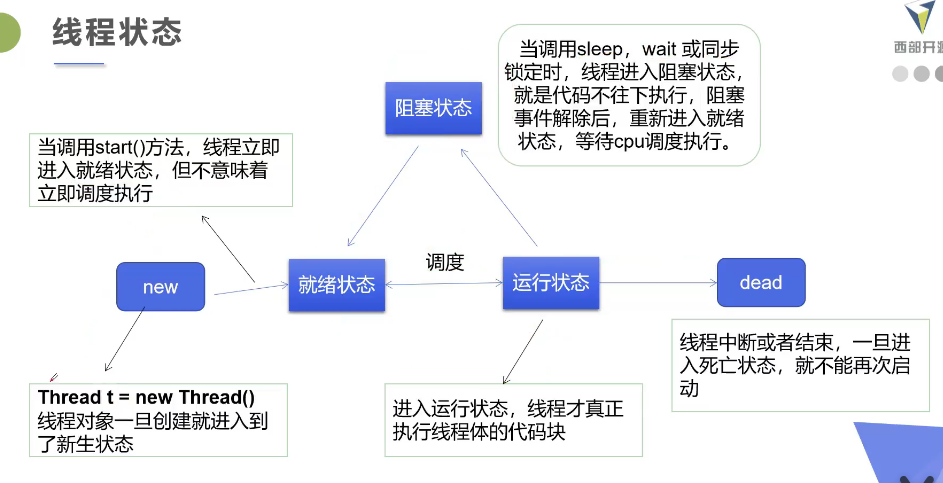 线程状态
西部开源
当调用sleep，wait 或同步
锁定时，线程进入阻塞状态，
就是代码不往下执行，阻塞
事件解除后，重新进入就绪
状态，等待cpu调度执行。
阻塞状态
当调用start()方法，线程立即
进入就绪状态，但不意味着
立即调度执行
调度
new
就绪状态
运行状态
dead
线程中断或者结束，一旦进
入死亡状态，就不能再次启
动
Thread t = new Thread()
线程对象一旦创建就进入到
了新生状态
进入运行状态，线程才真正
执行线程体的代码块